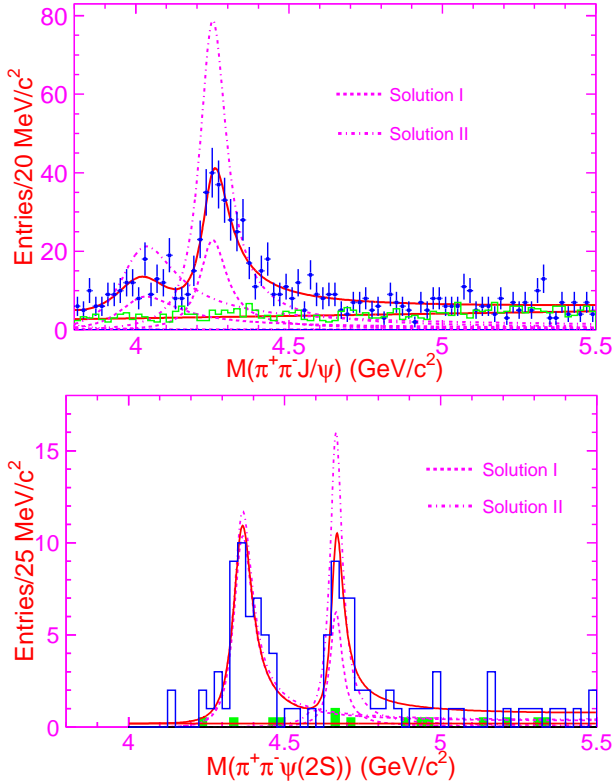 80
60
40
20
0
Entries/20 MeV/c²
Solution I
Solution II
4
4.5
5
5.5
M(π⁺π⁻J/ψ) (GeV/c²)
15
10
5
0
Entries/25 MeV/c²
Solution I
Solution II
4
4.5
5
5.5
M(π⁺π⁻ψ(2S)) (GeV/c²)